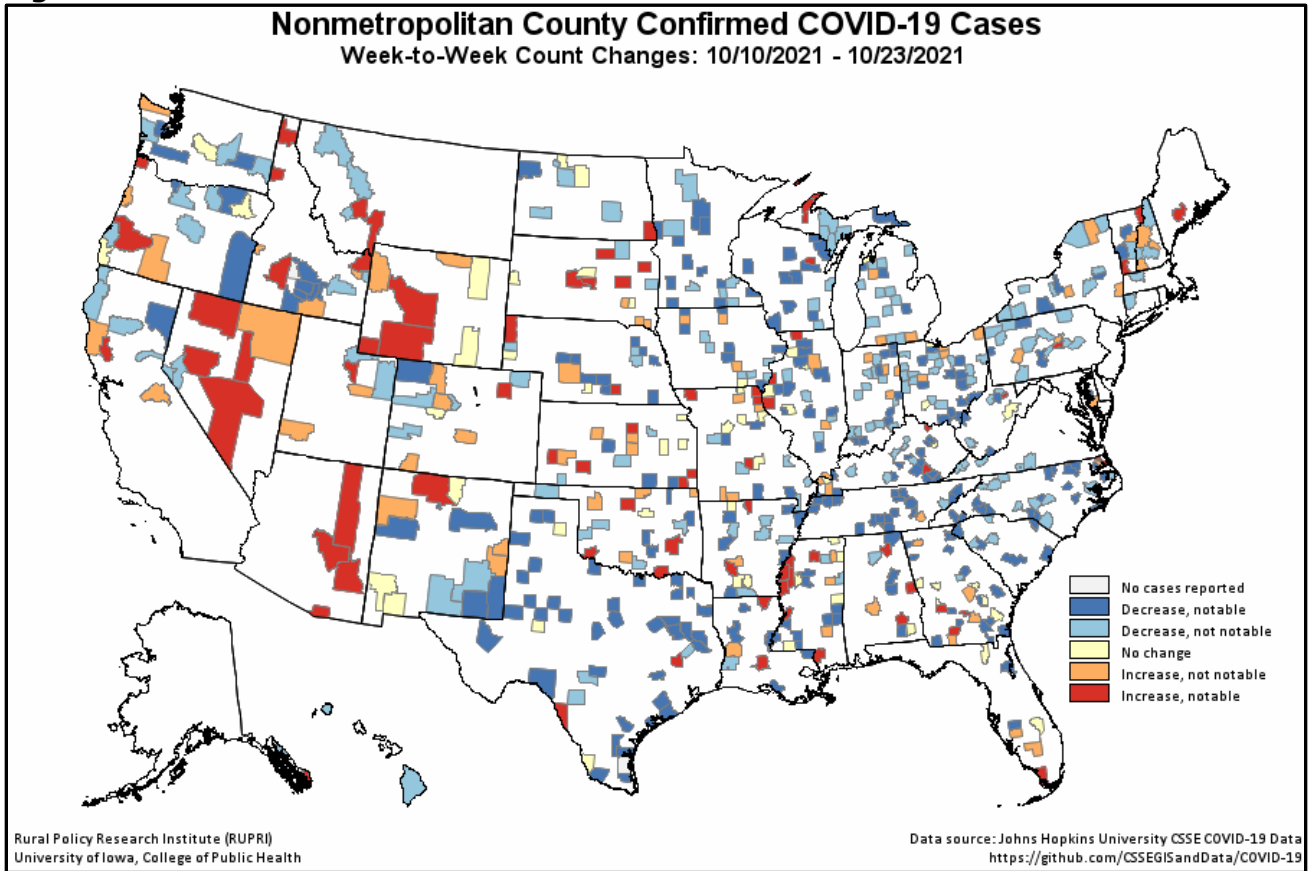 Nonmetropolitan County Confirmed COVID-19 Cases
Week-to-Week Count Changes: 10/10/2021 - 10/23/2021
No cases reported
Decrease, notable
Decrease, not notable
No change
Increase, not notable
Increase, notable
Rural Policy Research Institute (RUPRI)
University of Iowa, College of Public Health
Data source: Johns Hopkins University CSSE COVID-19 Data
https://github.com/CSSEGISandData/COVID-19